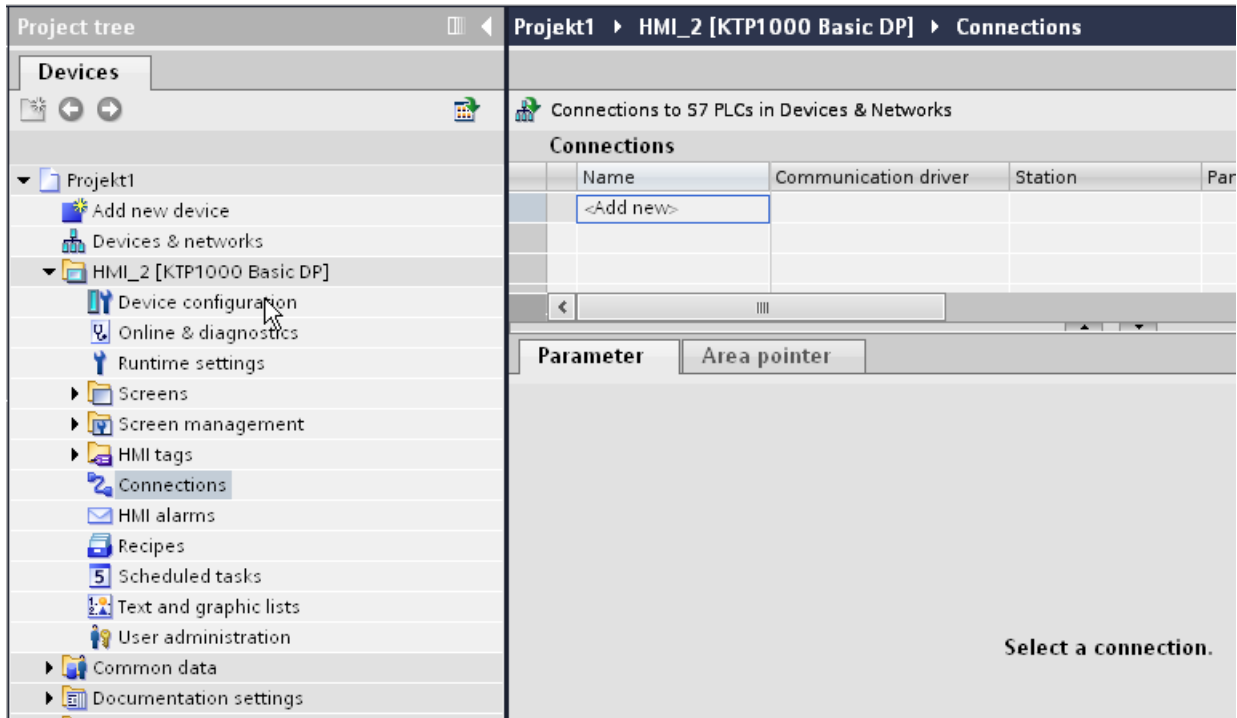 Project tree
Devices
Projekt1
Add new device
Devices & networks
HMI_2 [KTP1000 Basic DP]
Device configuration
Online & diagnostics
Runtime settings
Screens
Screen management
HMI tags
Connections
HMI alarms
Recipes
Scheduled tasks
Text and graphic lists
User administration
Common data
Documentation settings
Projekt1 HMI_2 [KTP1000 Basic DP] Connections
Connections to S7 PLCs in Devices & Networks
Connections
Name Communication driver Station Par
<Add new>
Parameter Area pointer
Select a connection.